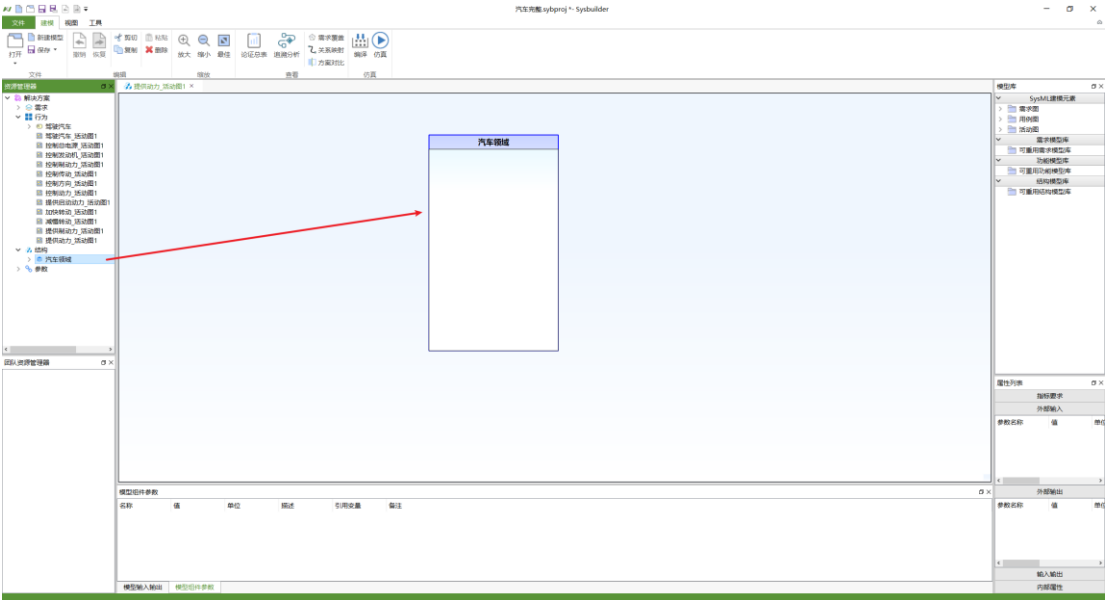 汽车完整.sybproj *- Sysbuilder
文件 建模 视图 工具
打开
新建模型
保存
文件
撤销 恢复
剪切
复制
粘贴
删除
编辑
放大 缩小 最佳
缩放
论证总表 追溯分析
需求覆盖
关系映射
方案对比
查看
编译 仿真
仿真
资源管理器
解决方案
需求
行为
驾驶汽车
驾驶汽车_活动图1
控制总电源_活动图1
控制发动机_活动图1
控制制动力_活动图1
控制传动_活动图1
控制方向_活动图1
控制动力_活动图1
提供启动动力_活动图1
加快转动_活动图1
减慢转动_活动图1
提供制动力_活动图1
提供动力_活动图1
结构
汽车领域
参数
团队资源管理器
提供动力_活动图1 ×
汽车领域
模型组件参数
名称 值 单位 描述 引用变量 备注
模型输入输出 模型组件参数
模型库
SysML建模元素
需求图
用例图
活动图
需求模型库
可重用需求模型库
功能模型库
可重用功能模型库
结构模型库
可重用结构模型库
属性列表
指标要求
外部输入
参数名称 值 单位
外部输出
参数名称 值 单位
输入输出
内部属性